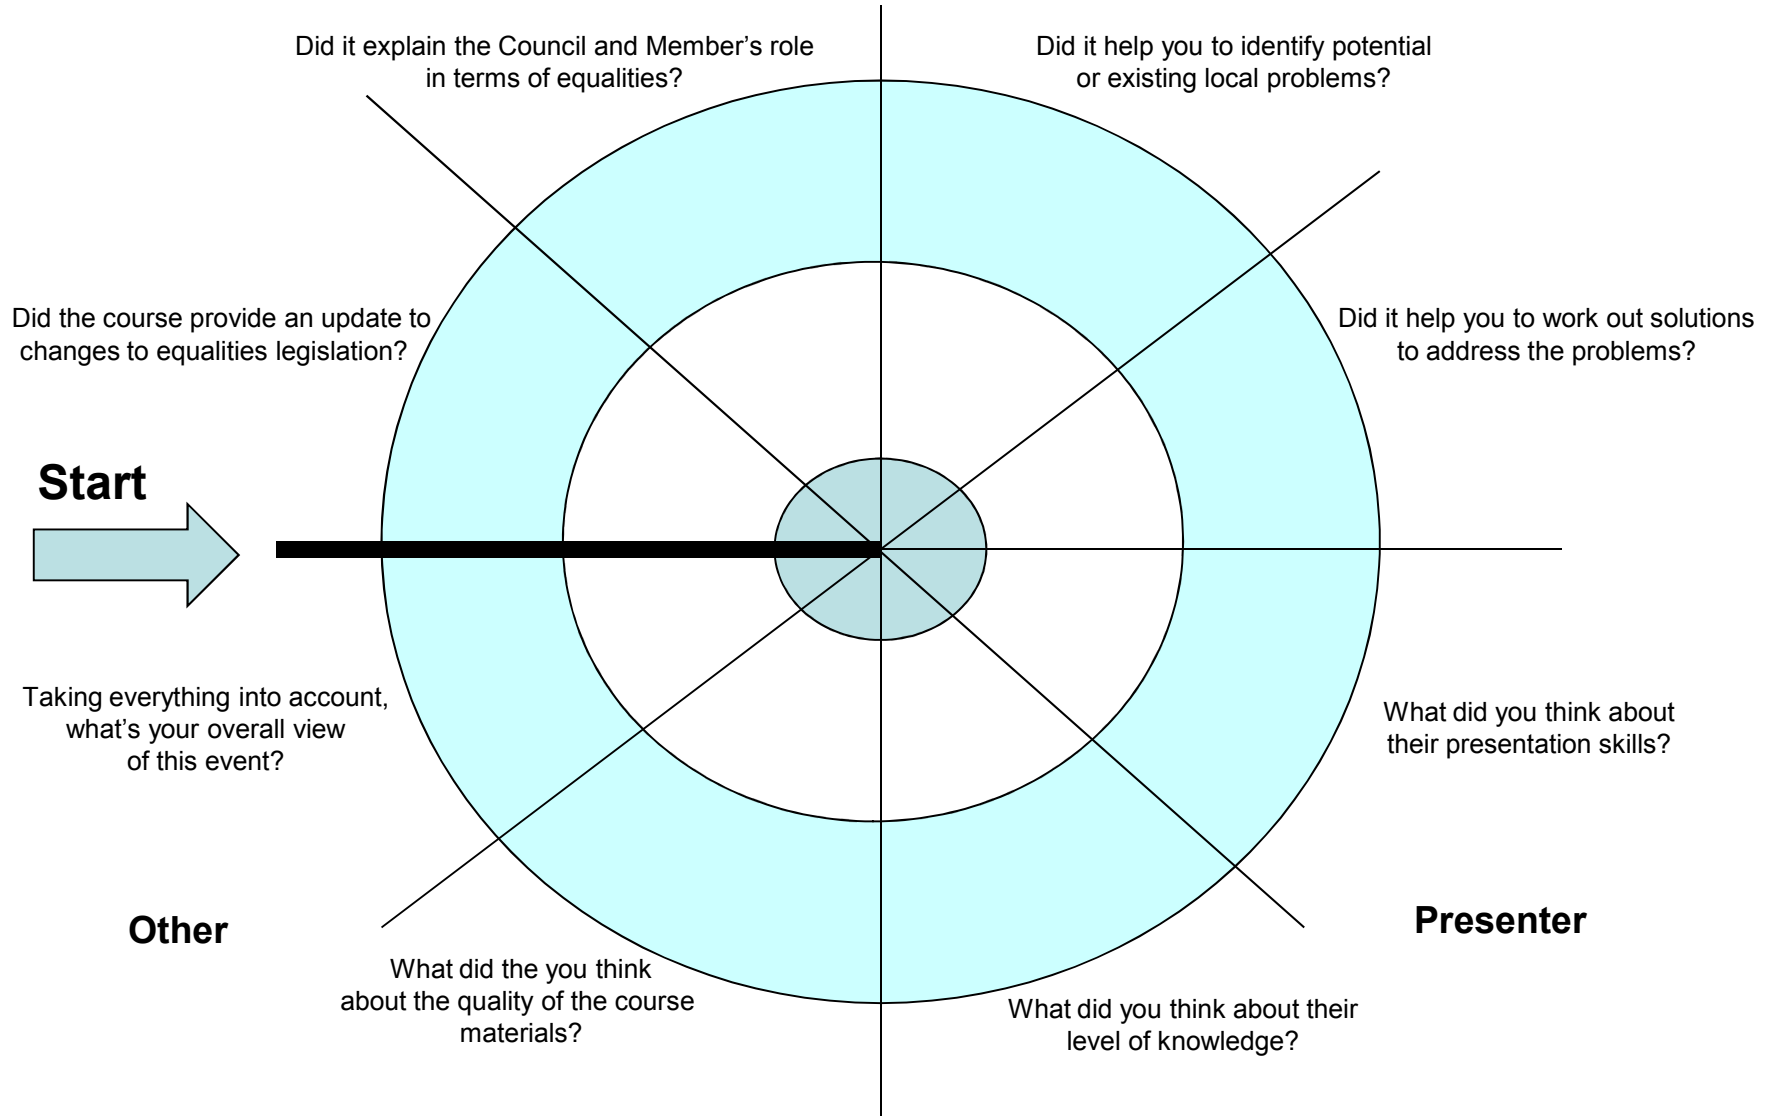 Did it explain the Council and Member’s role
in terms of equalities?
Did it help you to identify potential
or existing local problems?
Did the course provide an update to
changes to equalities legislation?
Did it help you to work out solutions
to address the problems?
Start
Taking everything into account,
what’s your overall view
of this event?
What did you think about
their presentation skills?
Other
Presenter
What did the you think
about the quality of the course
materials?
What did you think about their
level of knowledge?